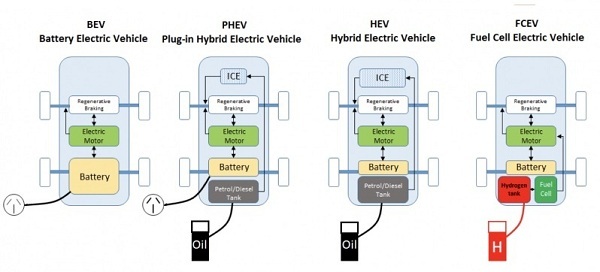 BEV
Battery Electric Vehicle
Regenerative
Braking
Electric
Motor
Battery
PHEV
Plug-in Hybrid Electric Vehicle
ICE
Regenerative
Braking
Electric
Motor
Battery
Petrol/Diesel
Tank
Oil
HEV
Hybrid Electric Vehicle
ICE
Regenerative
Braking
Electric
Motor
Battery
Petrol/Diesel
Tank
Oil
FCEV
Fuel Cell Electric Vehicle
Regenerative
Braking
Electric
Motor
Battery
Hydrogen
tank
Fuel
Cell
H